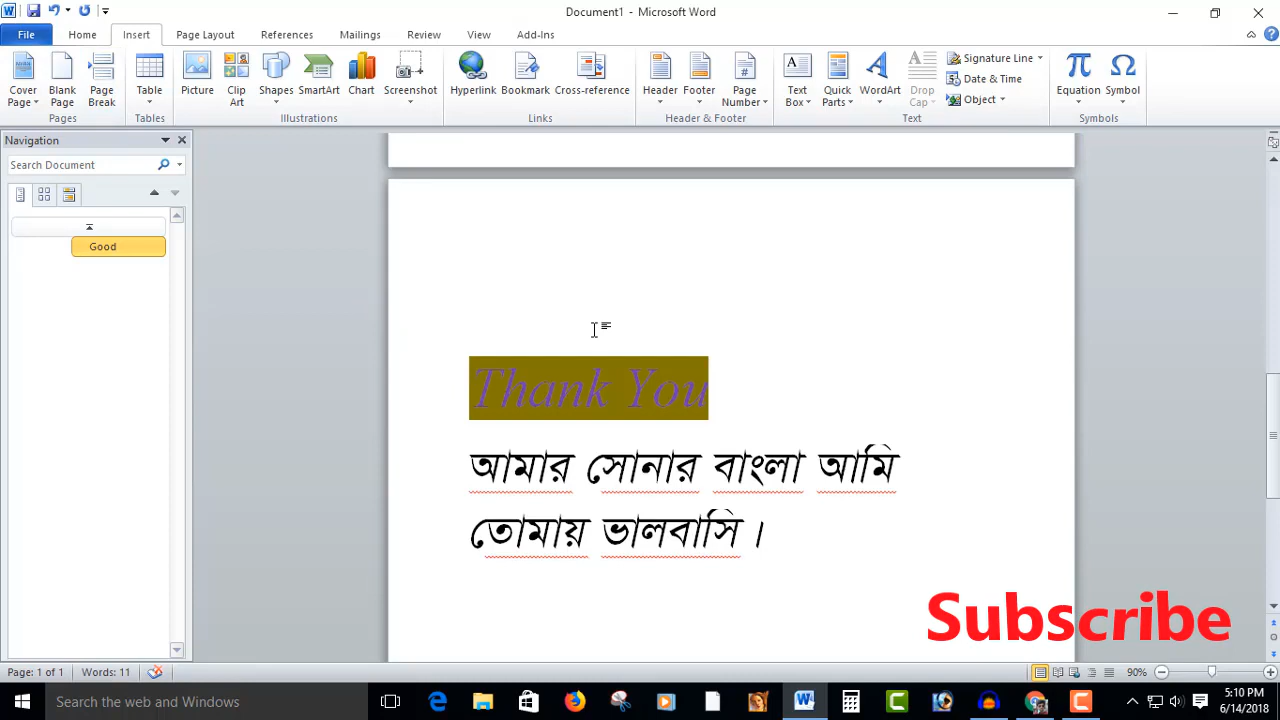 Document1 - Microsoft Word
File Home Insert Page Layout References Mailings Review View Add-Ins
Cover Page Blank Page Page Break Table Picture Clip Art Shapes SmartArt Chart Screenshot Hyperlink Bookmark Cross-reference Header Footer Page Number Text Box Quick Parts WordArt Drop Cap Signature Line Equation Symbol
Date & Time
Object
Pages Tables Illustrations Links Header & Footer Text Symbols
Navigation
Search Document
Good
Thank You
আমার সোনার বাংলা আমি
তোমায় ভালবাসি ।
Subscribe
Page: 1 of 1 Words: 11 90%
Search the web and Windows
5:10 PM
6/14/2018